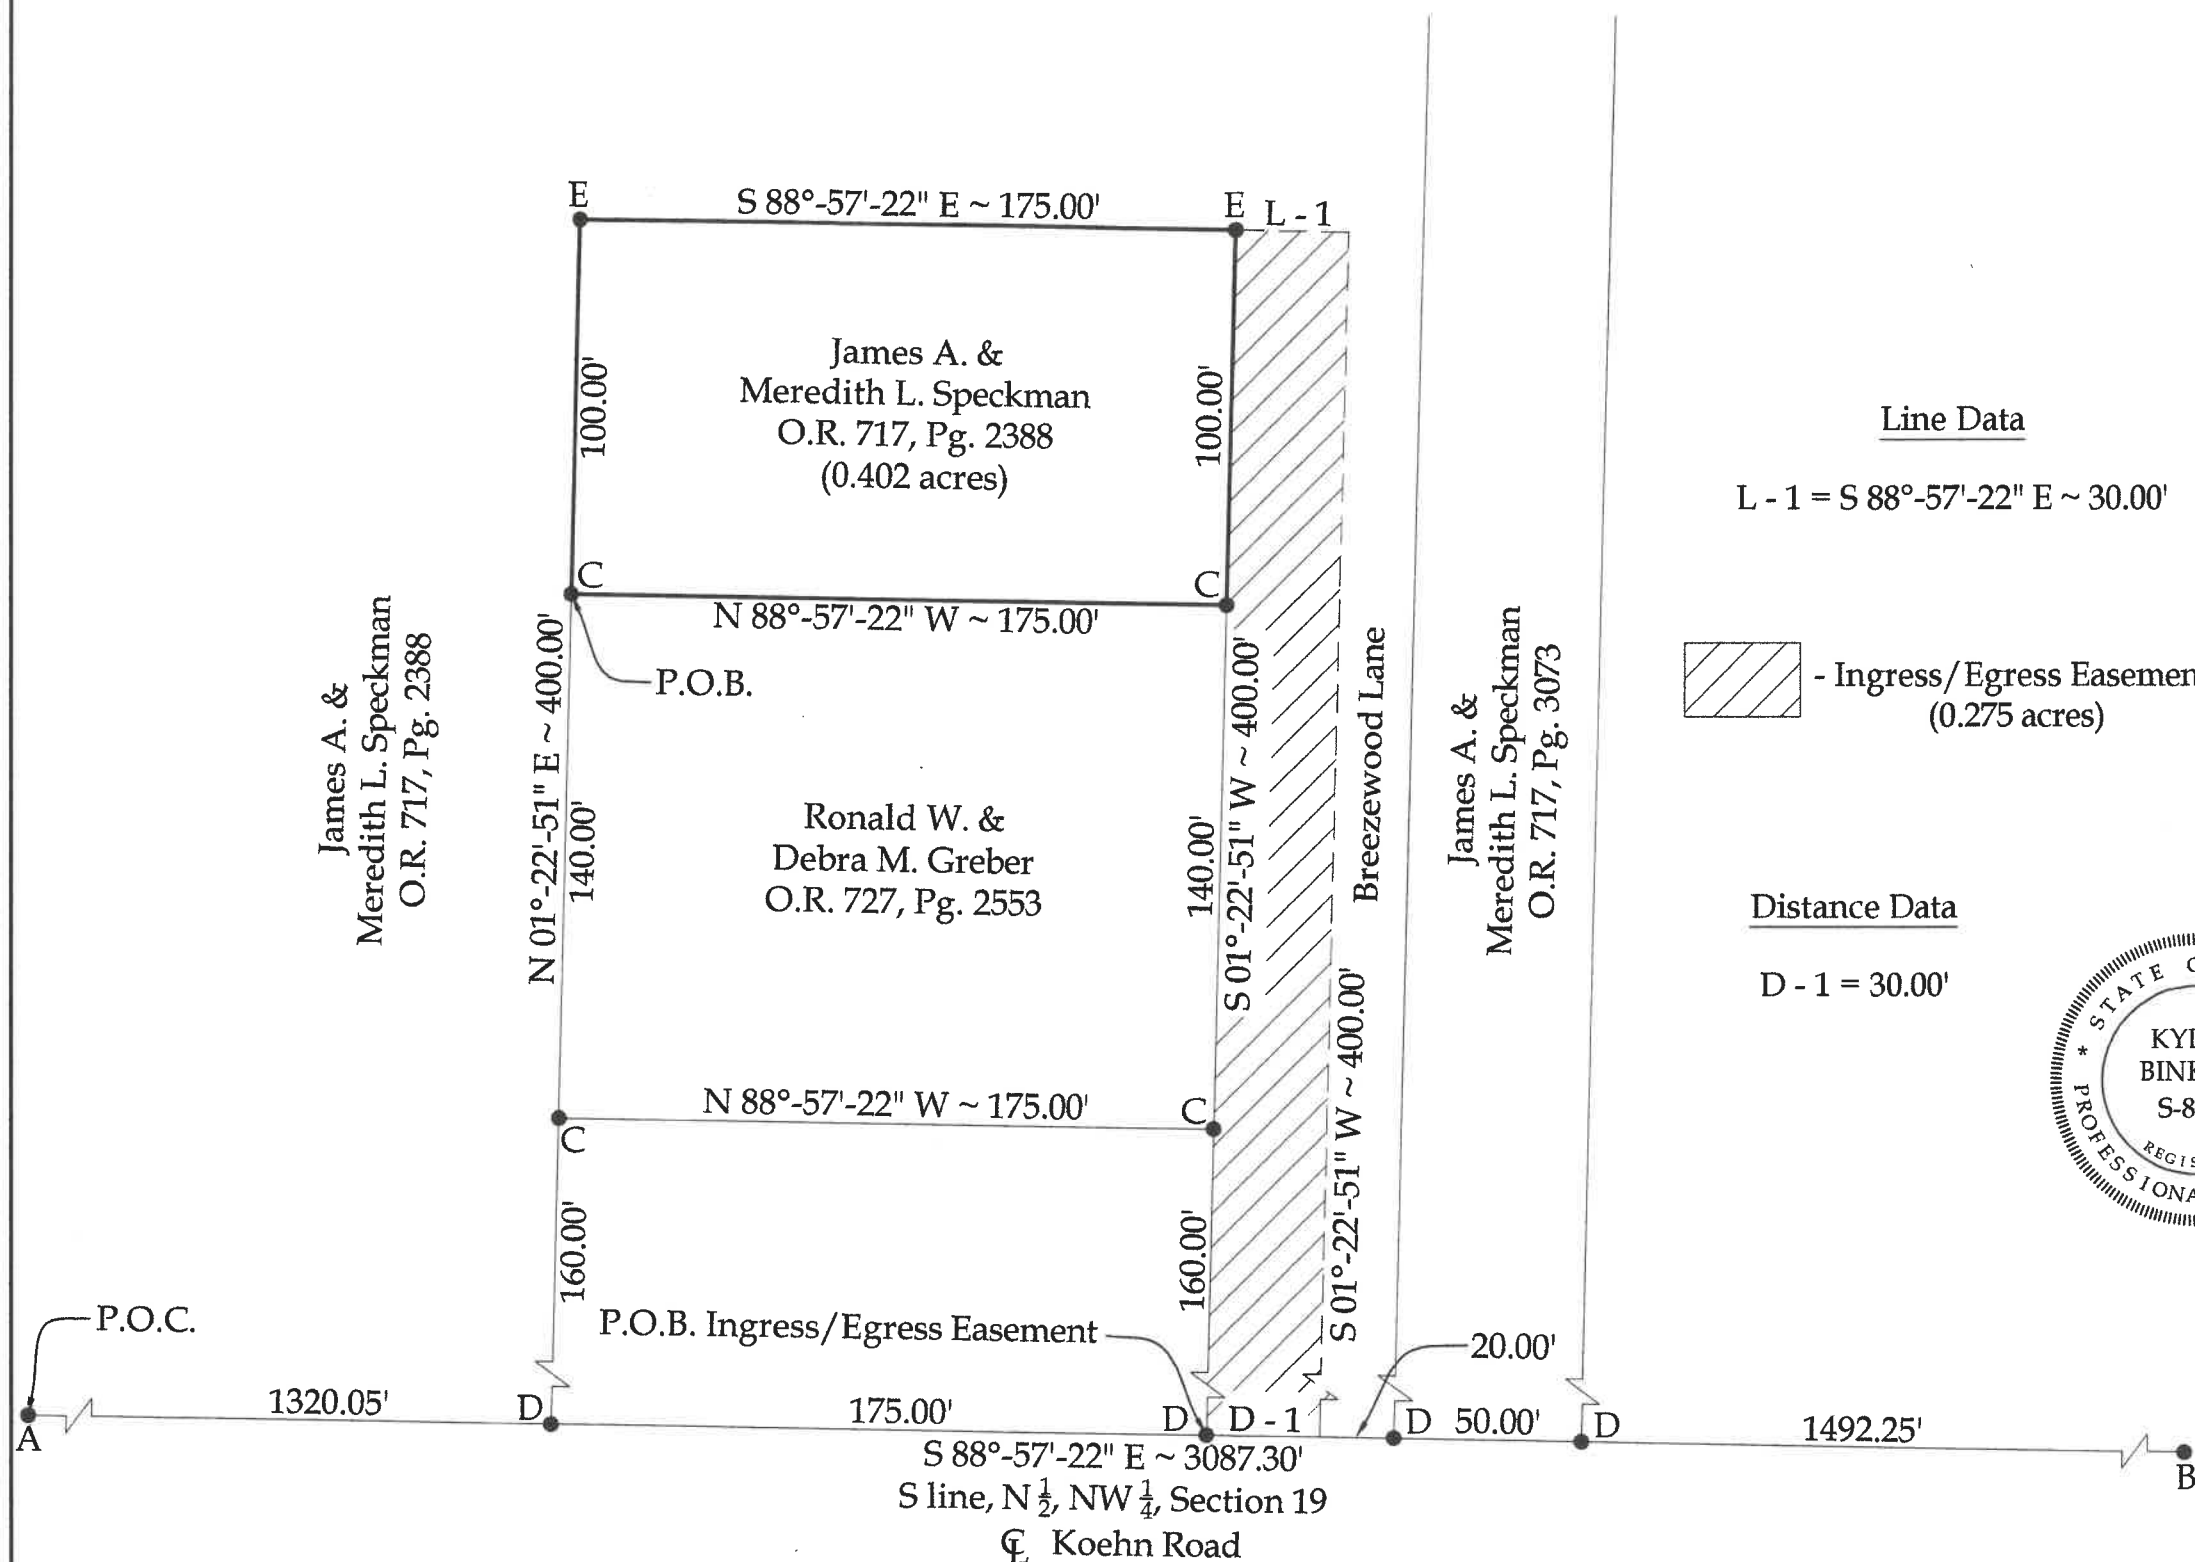 E
S 88°-57'-22" E ~ 175.00'
E
L - 1
James A. &
Meredith L. Speckman
O.R. 717, Pg. 2388
(0.402 acres)
100.00'
100.00'
C
C
N 88°-57'-22" W ~ 175.00'
P.O.B.
N 01°-22'-51" E ~ 400.00'
140.00'
James A. &
Meredith L. Speckman
O.R. 717, Pg. 2388
Ronald W. &
Debra M. Greber
O.R. 727, Pg. 2553
140.00'
S 01°-22'-51" W ~ 400.00'
Breezewood Lane
S 01°-22'-51" W ~ 400.00'
James A. &
Meredith L. Speckman
O.R. 717, Pg. 3073
Line Data
L - 1 = S 88°-57'-22" E ~ 30.00'
- Ingress/Egress Easemen
(0.275 acres)
Distance Data
D - 1 = 30.00'
* STATE
KY
BIN
S-8
REGIS
PROFESSIONA
N 88°-57'-22" W ~ 175.00'
C
C
160.00'
160.00'
P.O.B. Ingress/Egress Easement
P.O.C.
20.00'
A
1320.05'
D
175.00'
D
D - 1
D
50.00'
D
1492.25'
B
S 88°-57'-22" E ~ 3087.30'
S line, N 1/2, NW 1/4, Section 19
℄ Koehn Road